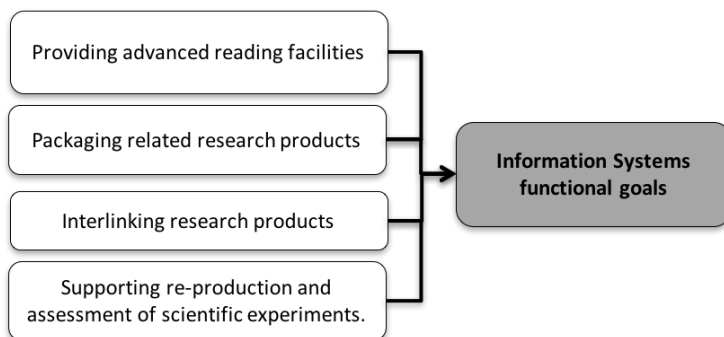 Providing advanced reading facilities
Packaging related research products
Interlinking research products
Supporting re-production and
assessment of scientific experiments.
Information Systems
functional goals